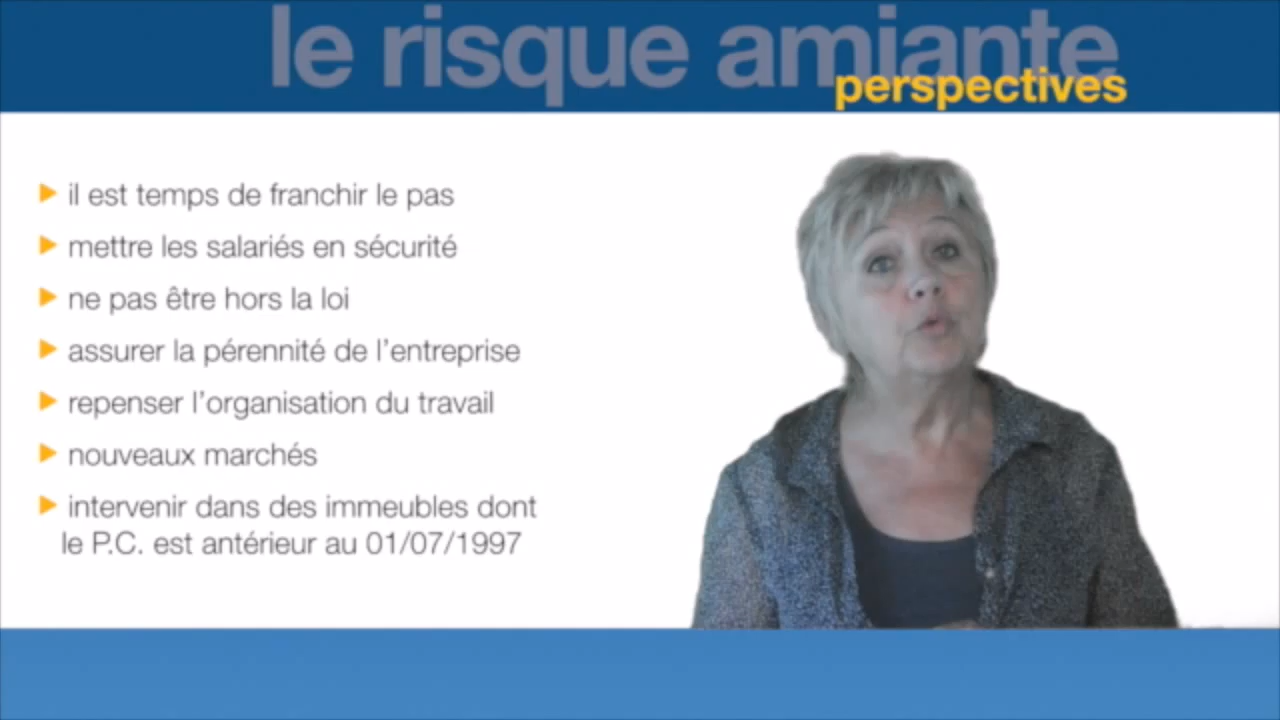 le risque amiante
perspectives
il est temps de franchir le pas
mettre les salariés en sécurité
ne pas être hors la loi
assurer la pérennité de l'entreprise
repenser l'organisation du travail
nouveaux marchés
intervenir dans des immeubles dont
le P.C. est antérieur au 01/07/1997